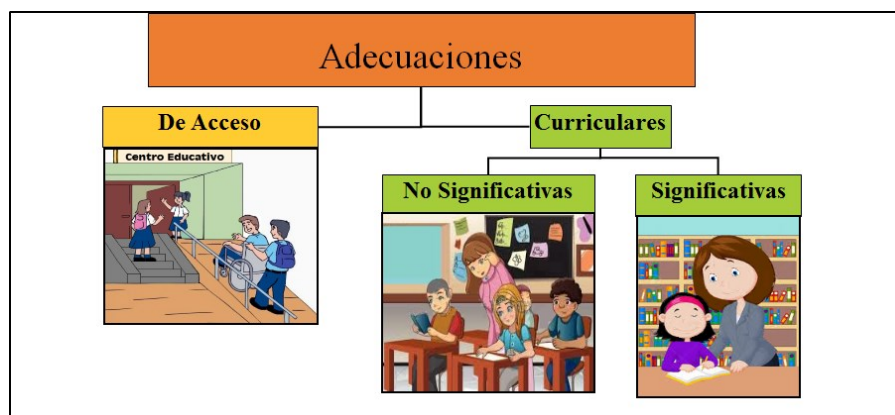 Adecuaciones
De Acceso
Curriculares
Centro Educativo
No Significativas
Significativas